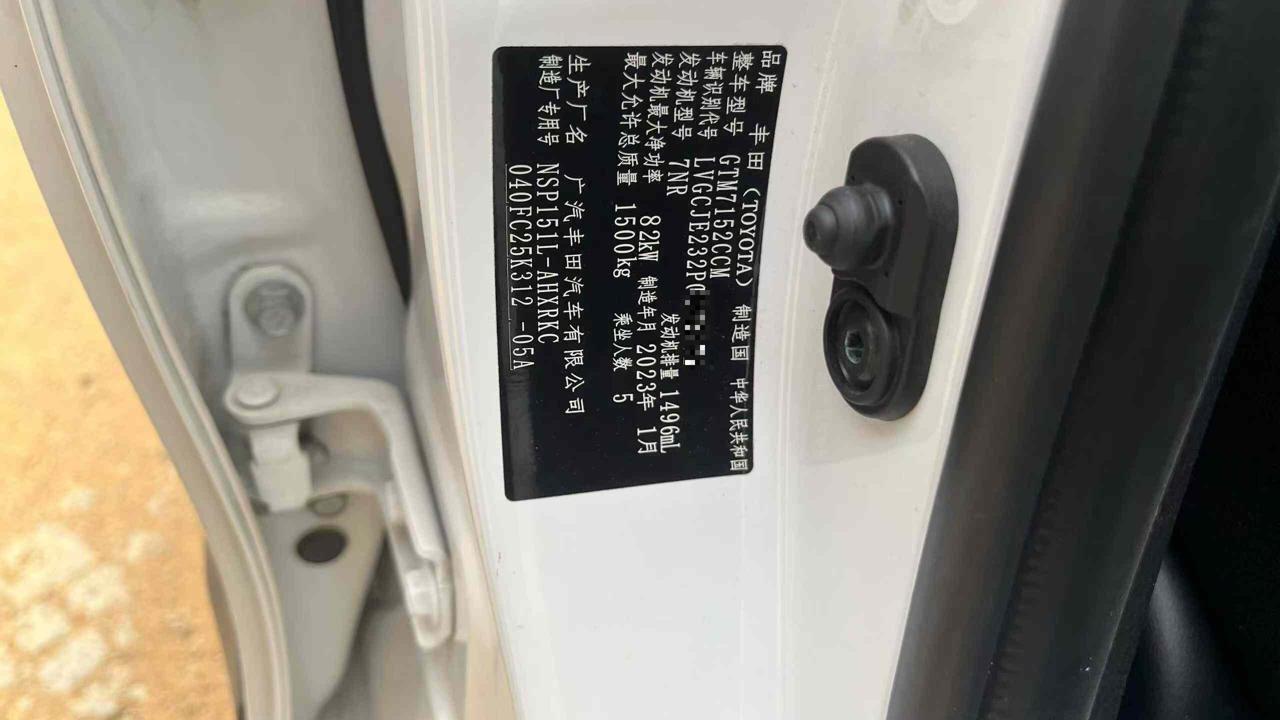 品牌 丰田（TOYOTA） 制造国 中华人民共和国
整车型号 GTM7152CCM
车辆识别代号 LVGCJE232P0
发动机型号 7NR 发动机排量 1496mL
发动机最大净功率 82kW 制造年月 2023年 1月
最大允许总质量 1500kg 乘坐人数 5
生产厂名 广汽丰田汽车有限公司
制造厂专用号 NSP151L-AHXRKC
040FC25K312 -05A